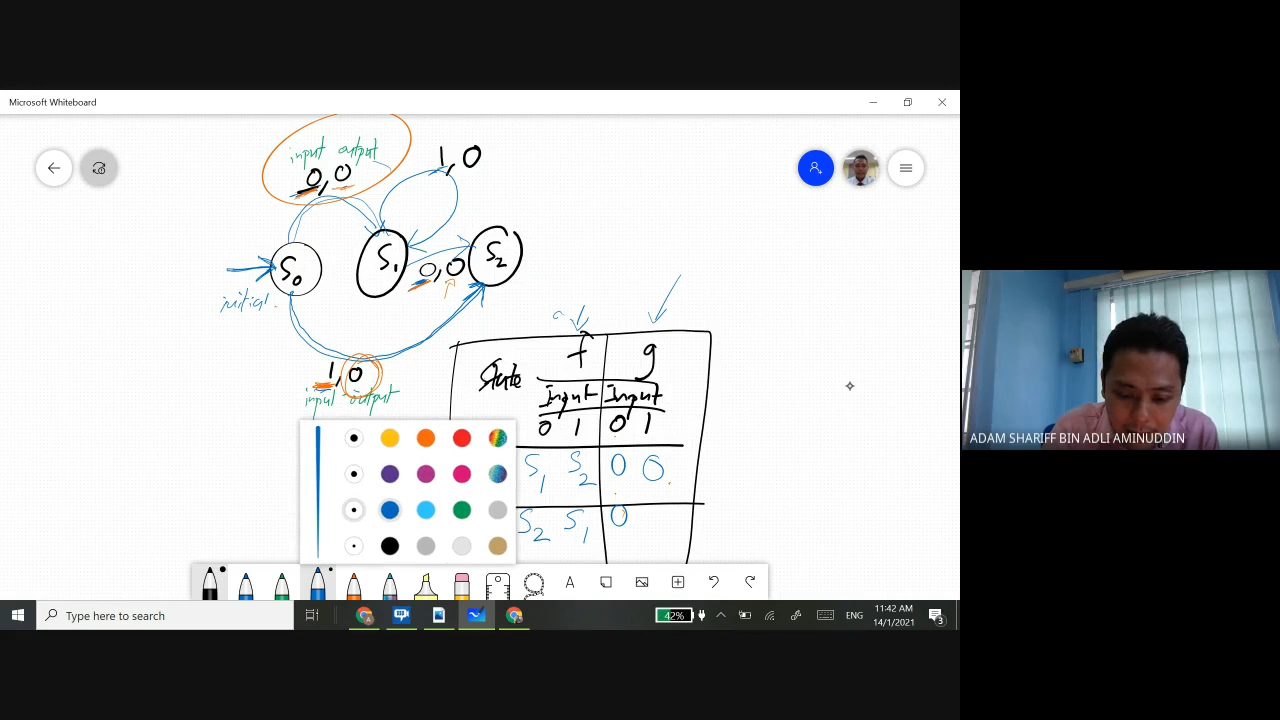 Microsoft Whiteboard
input output
0,0
1,0
S0
S1
0,0
S2
initial.
1,0
input output
State
f
g
Input
Input
0 1
0 1
S1 S2 0 0
S2 S1 0
ADAM SHARIFF BIN ADLI AMINUDDIN
A
Type here to search
42%
ENG
11:42 AM
14/1/2021
3